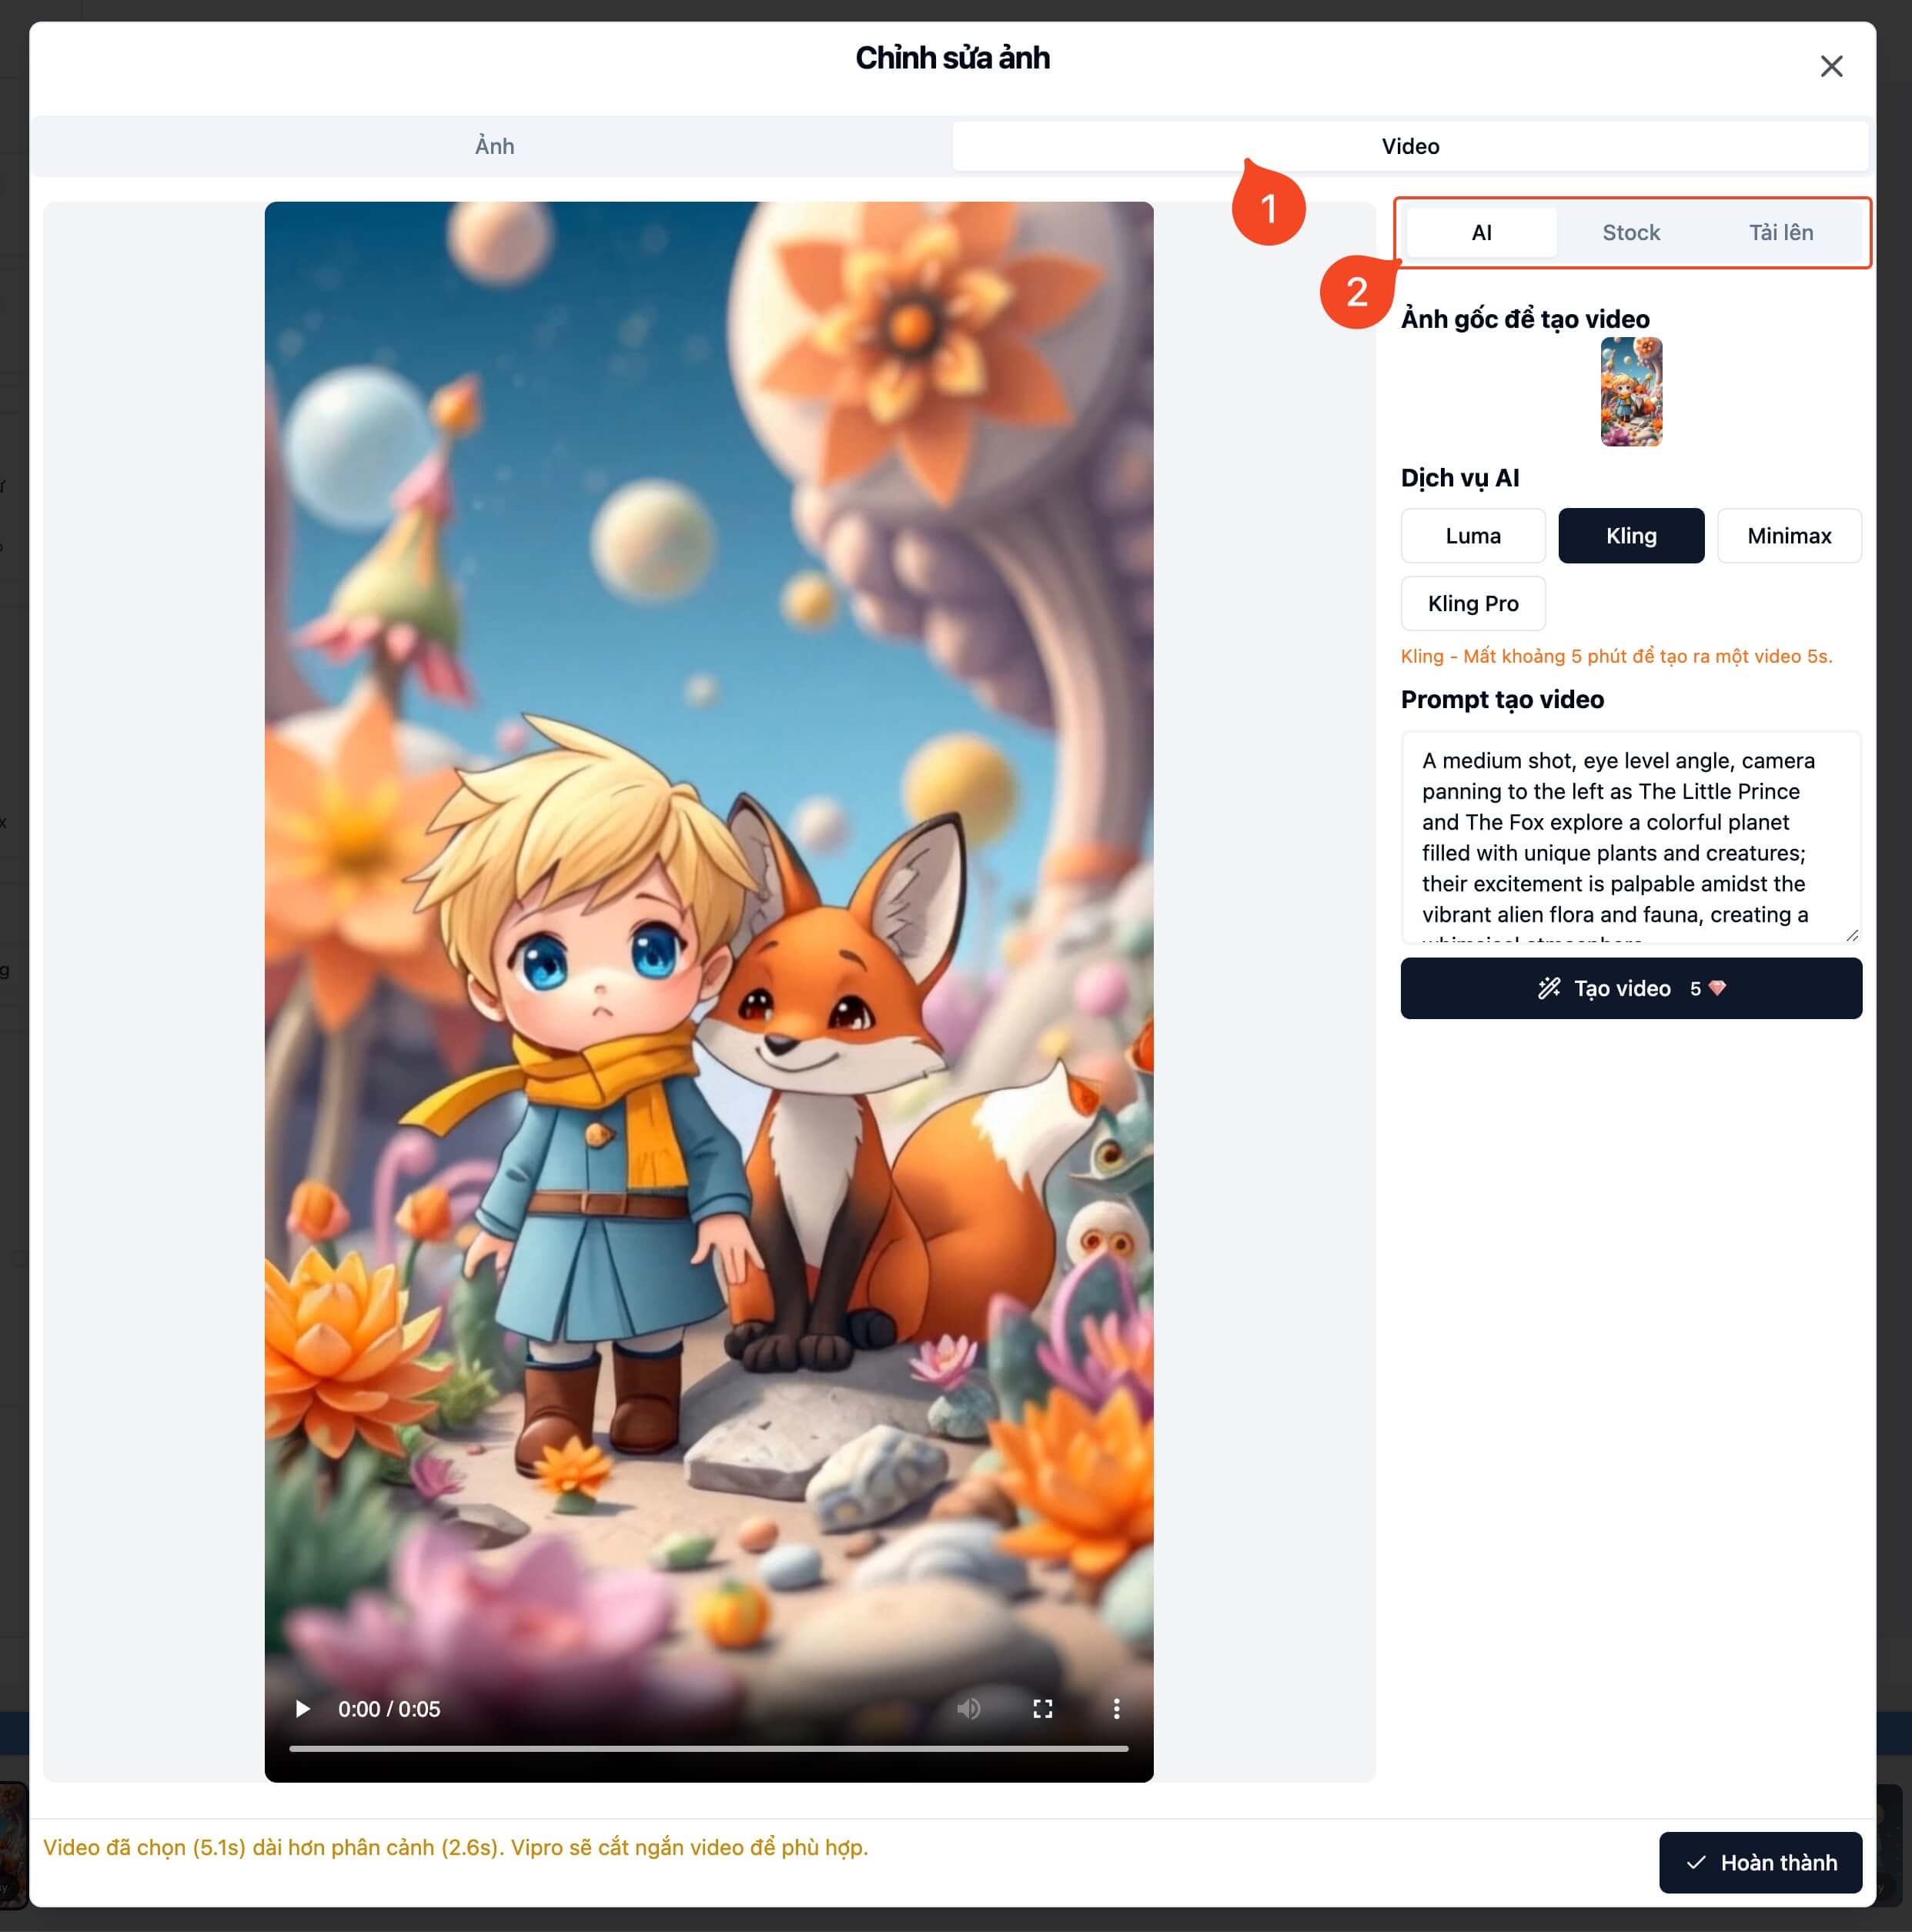 Chỉnh sửa ảnh
Ảnh
Video
1
AI
Stock
Tải lên
2
Ảnh gốc để tạo video
Dịch vụ AI
Luma
Kling
Minimax
Kling Pro
Kling - Mất khoảng 5 phút để tạo ra một video 5s.
Prompt tạo video
A medium shot, eye level angle, camera
panning to the left as The Little Prince
and The Fox explore a colorful planet
filled with unique plants and creatures;
their excitement is palpable amidst the
vibrant alien flora and fauna, creating a
Tạo video 5
0:00 / 0:05
Video đã chọn (5.1s) dài hơn phân cảnh (2.6s). Vipro sẽ cắt ngắn video để phù hợp.
Hoàn thành